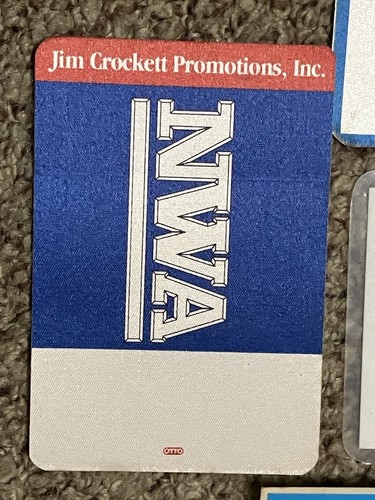 Jim Crockett Promotions, Inc.
NWA
OTTO